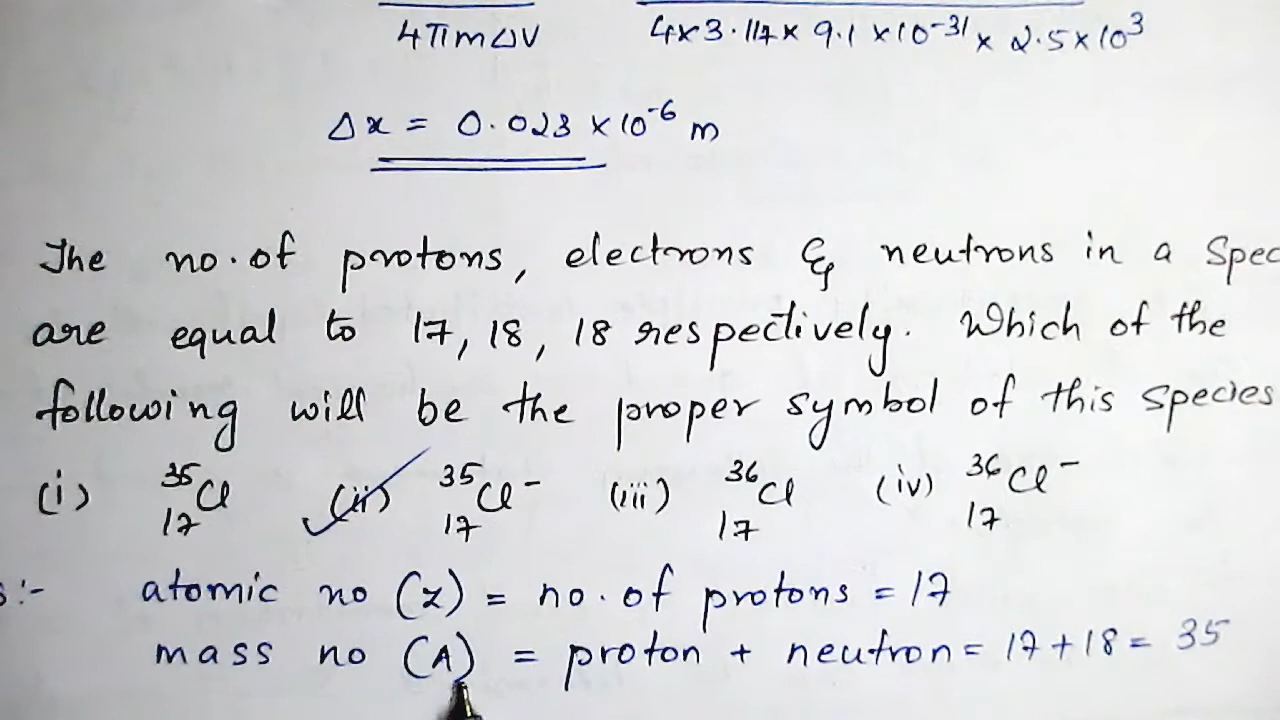 4πmΔV 4×3.14× 9.1 ×10⁻³¹ × 2.5×10³
Δx = 0.023 ×10⁻⁶ m
The no. of protons, electrons & neutrons in a Spec
are equal to 17, 18, 18 respectively. Which of the
following will be the proper symbol of this species
(i) ³⁵₁₇Cl (ii) ³⁵₁₇Cl⁻ (iii) ³⁶₁₇Cl (iv) ³⁶₁₇Cl⁻
s:- atomic no (z) = no. of protons = 17
mass no (A) = proton + neutron = 17 + 18 = 35